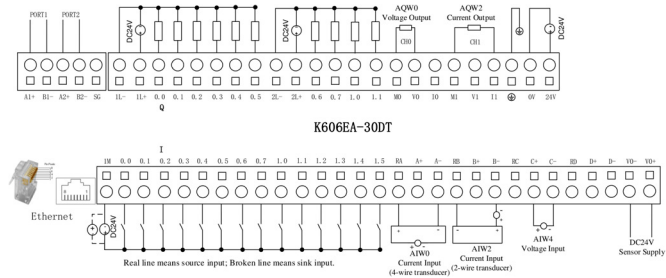 PORT1 PORT2
DC24V
DC24V
AQW0
Voltage Output
CH0
AQW2
Current Output
CH1
DC24V
A1+ B1- A2+ B2- SG
1L- 1L+ 0.0 0.1 0.2 0.3 0.4 0.5 2L- 2L+ 0.6 0.7 1.0 1.1 M0 V0 I0 M1 V1 I1 0V 24V
Q
K606EA-30DT
I
1M 0.0 0.1 0.2 0.3 0.4 0.5 0.6 0.7 1.0 1.1 1.2 1.3 1.4 1.5 RA A+ A- RB B+ B- RC C+ C- RD D+ D- VO- VO+
8 1
Ethernet
DC24V
Real line means source input; Broken line means sink input.
+ -
AIW0
Current Input
(4-wire transducer)
+ -
AIW2
Current Input
(2-wire transducer)
AIW4
Voltage Input
DC24V
Sensor Supply